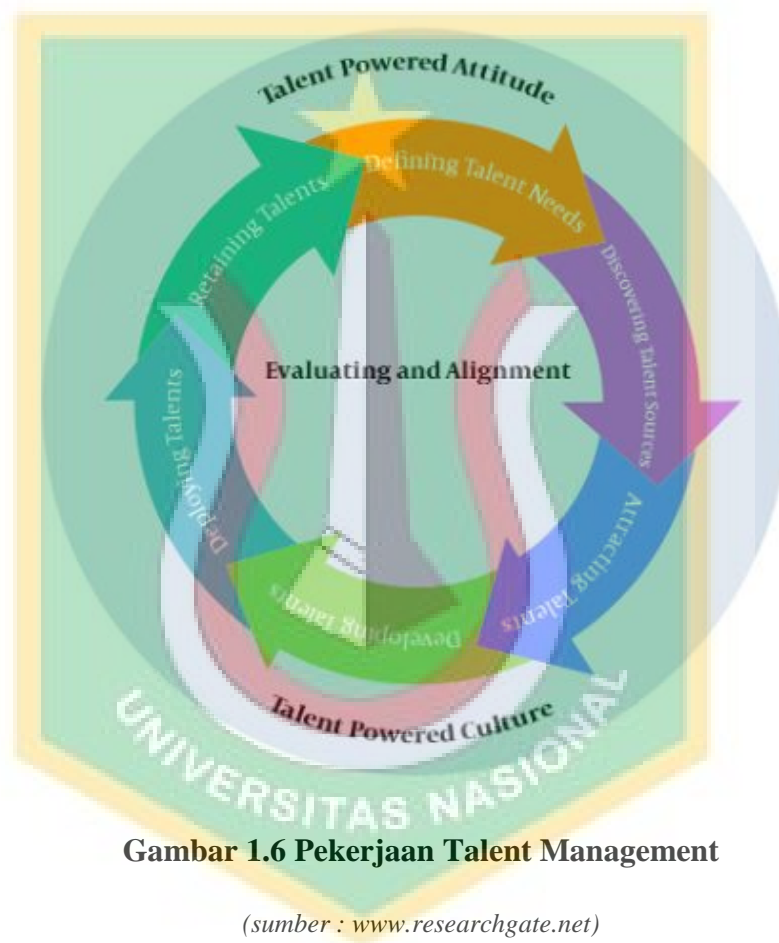 Talent Powered Attitude
Defining Talent Needs
Discovering Talent Sources
Attracting Talents
Developing Talents
Deploying Talents
Retaining Talents
Evaluating and Alignment
Talent Powered Culture
UNIVERSITAS NASIONAL
Gambar 1.6 Pekerjaan Talent Management
(sumber : www.researchgate.net)